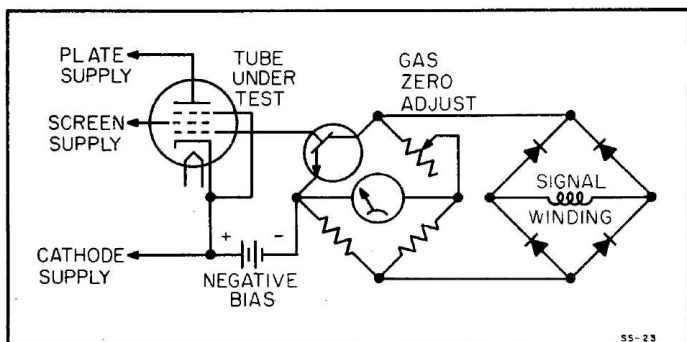 PLATE
SUPPLY
TUBE
UNDER
TEST
GAS
ZERO
ADJUST
SCREEN
SUPPLY
SIGNAL
WINDING
CATHODE
SUPPLY
+ -
NEGATIVE
BIAS
SS-23